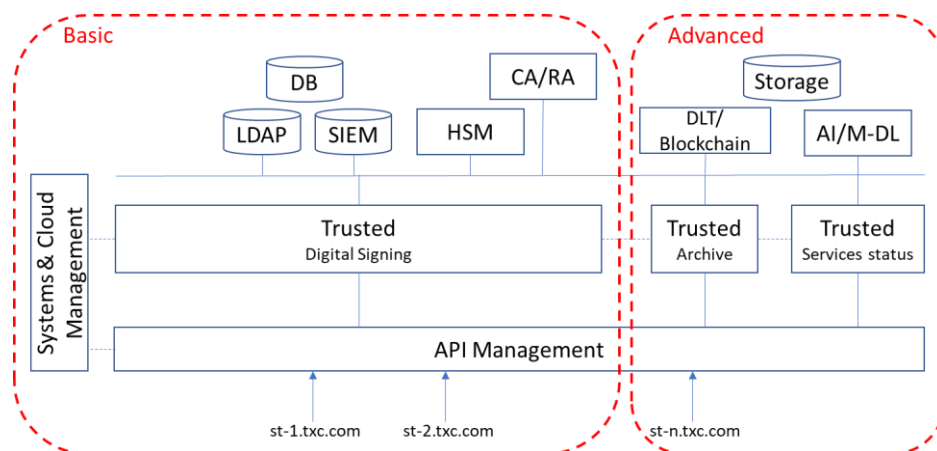 Basic
Advanced
DB
CA/RA
Storage
LDAP
SIEM
HSM
DLT/
Blockchain
AI/M-DL
Systems & Cloud
Management
Trusted
Digital Signing
Trusted
Archive
Trusted
Services status
API Management
st-1.txc.com
st-2.txc.com
st-n.txc.com